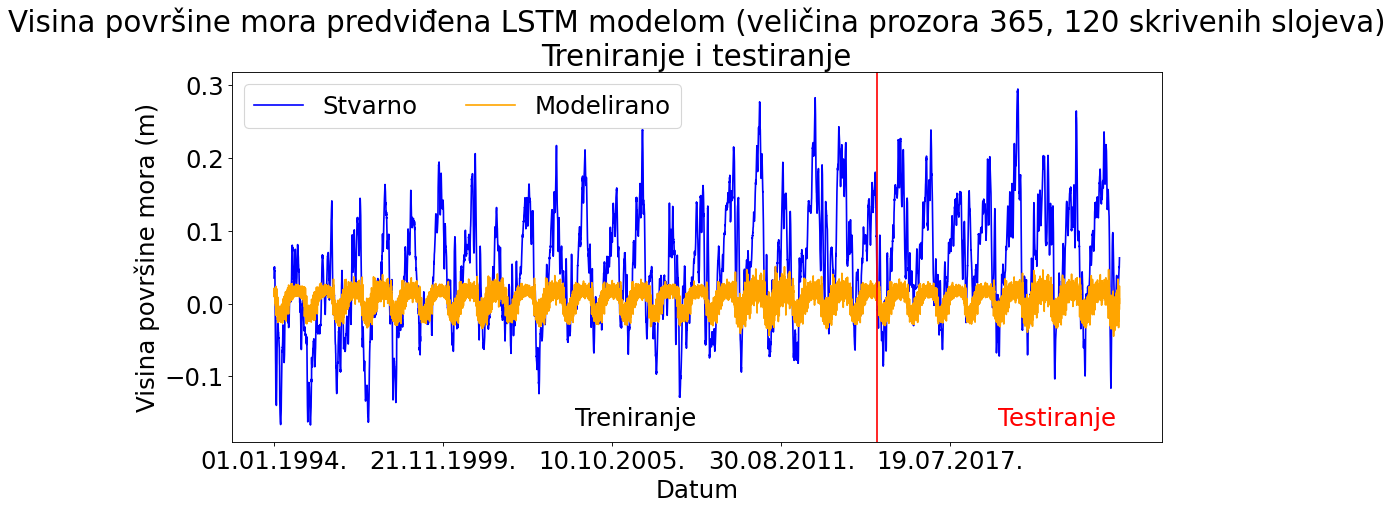 Visina površine mora predviđena LSTM modelom (veličina prozora 365, 120 skrivenih slojeva)
Treniranje i testiranje
Stvarno Modelirano
Visina površine mora (m)
0.3
0.2
0.1
0.0
−0.1
Treniranje Testiranje
01.01.1994. 21.11.1999. 10.10.2005. 30.08.2011. 19.07.2017.
Datum